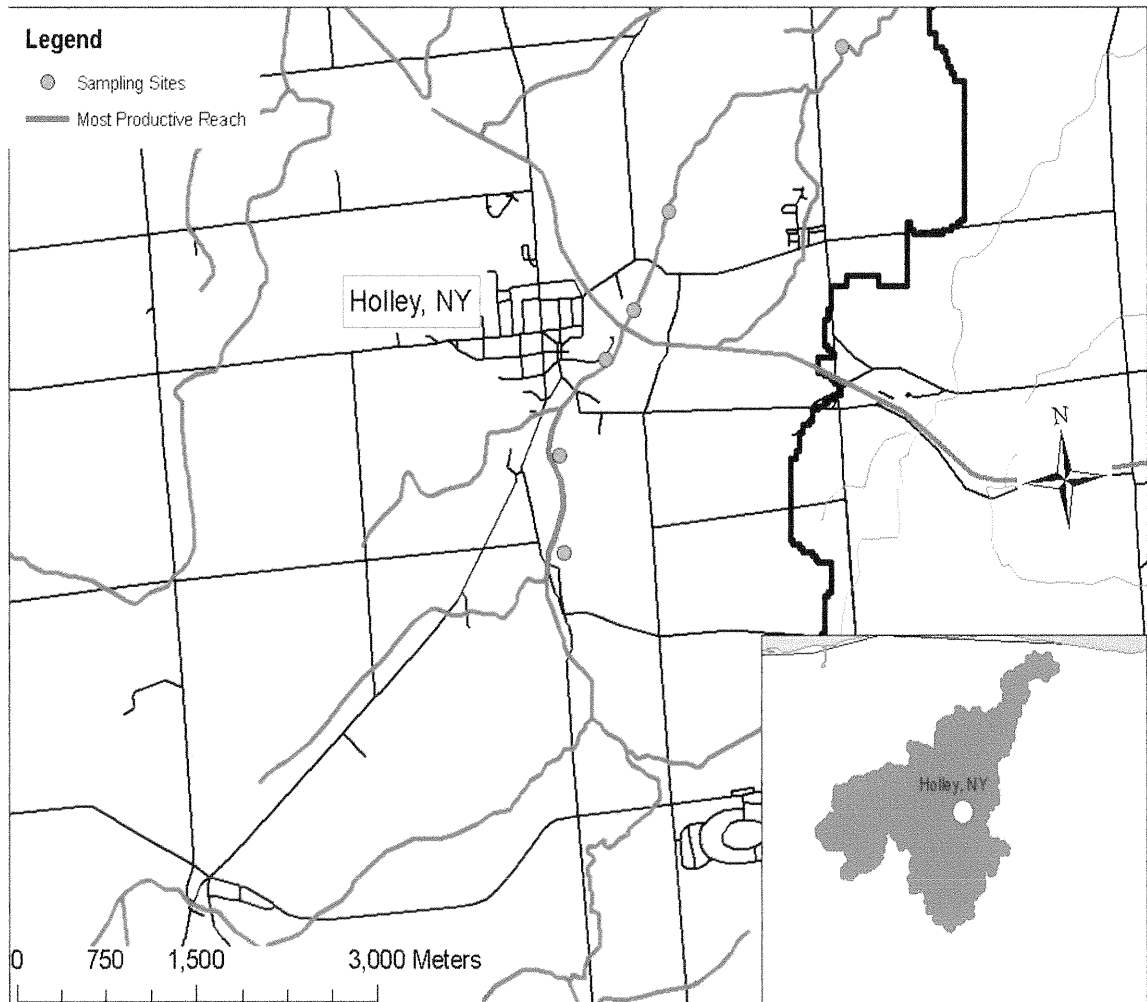 Legend
Sampling Sites
Most Productive Reach
Holley, NY
N
Holley, NY
0 750 1,500 3,000 Meters